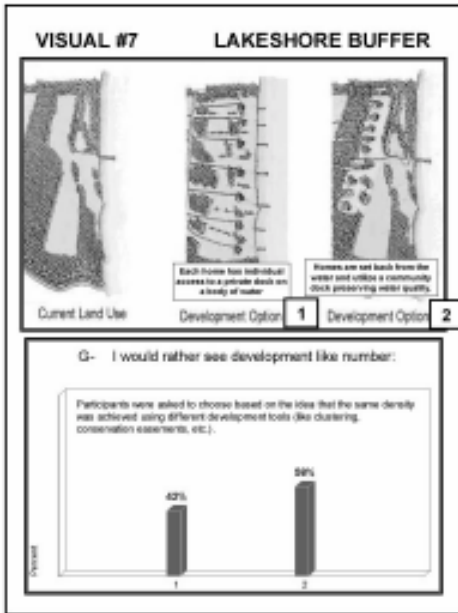 VISUAL #7 LAKESHORE BUFFER
Each home has individual
access to a private dock on
a body of water
Homes are set back from the
water and utilize a community
dock preserving water quality.
Current Land Use
Development Option 1
Development Option 2
G- I would rather see development like number:
Participants were asked to choose based on the idea that the same density
was achieved using different development tools (like clustering,
conservation easements, etc.).
42%
58%
Percent
1
2